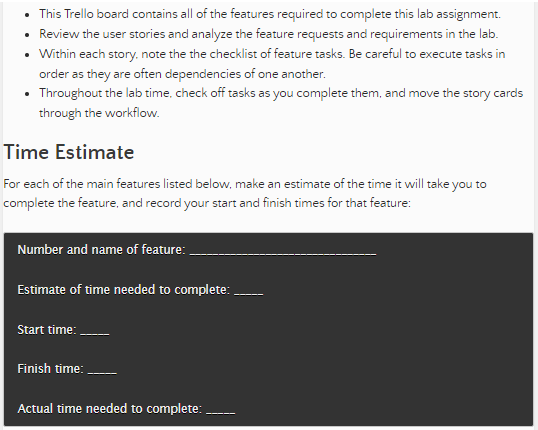 This Trello board contains all of the features required to complete this lab assignment.
Review the user stories and analyze the feature requests and requirements in the lab.
Within each story, note the the checklist of feature tasks. Be careful to execute tasks in
order as they are often dependencies of one another.
Throughout the lab time, check off tasks as you complete them, and move the story cards
through the workflow.
Time Estimate
For each of the main features listed below, make an estimate of the time it will take you to
complete the feature, and record your start and finish times for that feature:
Number and name of feature: ________________________________
Estimate of time needed to complete: _____
Start time: _____
Finish time: _____
Actual time needed to complete: _____